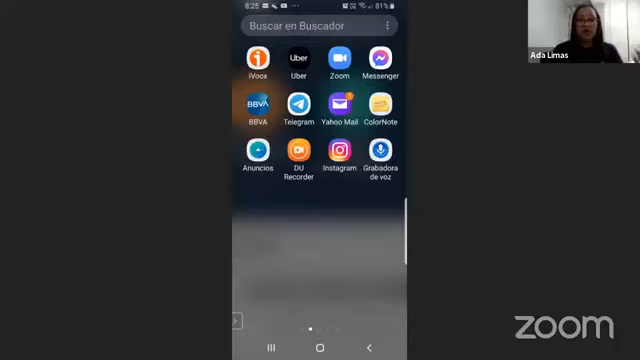 8:25
81%
Buscar en Buscador
Ada Limas
iVoox
Uber
Uber
Zoom
Messenger
BBVA
BBVA
Telegram
Yahoo Mail
ColorNote
Anuncios
DU Recorder
Instagram
Grabadora de voz
zoom